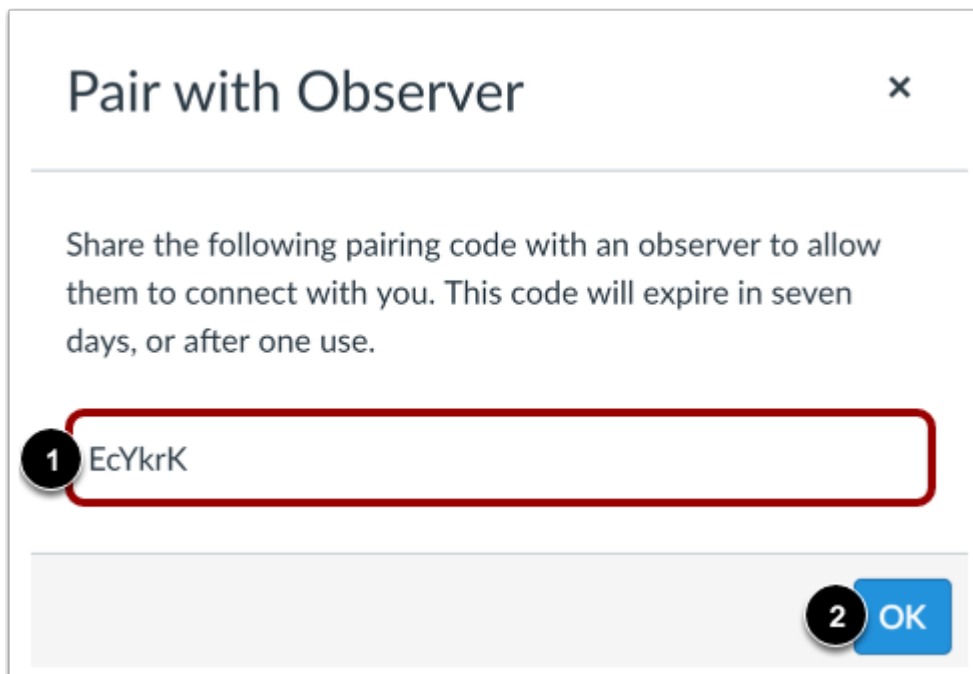 Pair with Observer ×
Share the following pairing code with an observer to allow
them to connect with you. This code will expire in seven
days, or after one use.
1 EcYkrK
2 OK